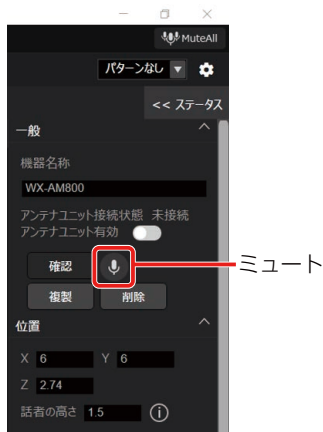 MuteAll
パターンなし
<< ステータス
一般
機器名称
WX-AM800
アンテナユニット接続状態 未接続
アンテナユニット有効
確認
ミュート
複製 削除
位置
X 6 Y 6
Z 2.74
話者の高さ 1.5